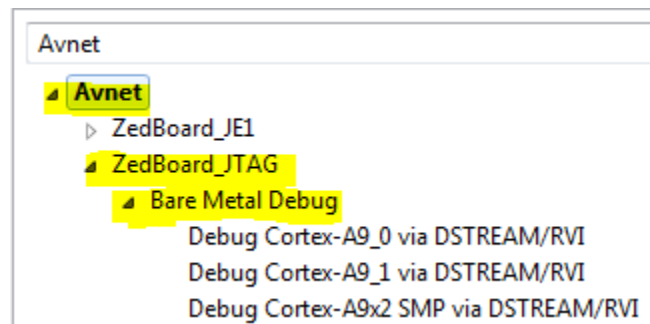 Avnet
Avnet
ZedBoard_JE1
ZedBoard_JTAG
Bare Metal Debug
Debug Cortex-A9_0 via DSTREAM/RVI
Debug Cortex-A9_1 via DSTREAM/RVI
Debug Cortex-A9x2 SMP via DSTREAM/RVI